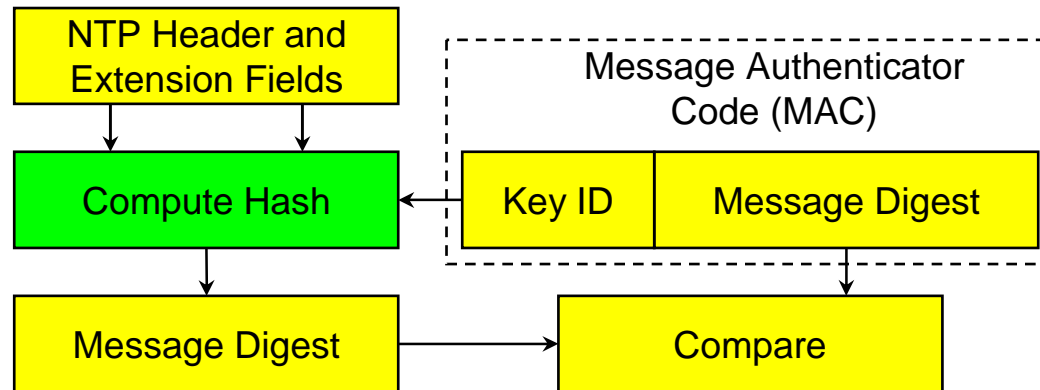 NTP Header and
Extension Fields
Message Authenticator
Code (MAC)
Compute Hash
Key ID
Message Digest
Message Digest
Compare